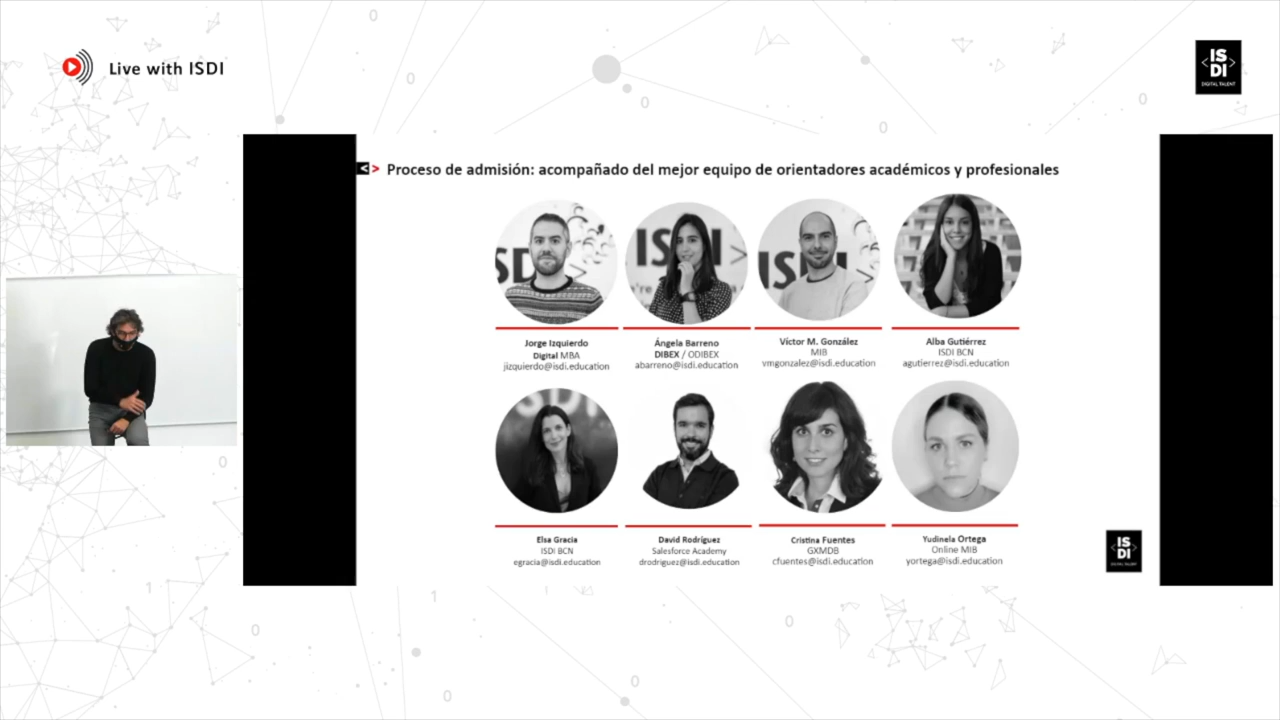 Live with ISDI
IS
DI
DIGITAL TALENT
Proceso de admisión: acompañado del mejor equipo de orientadores académicos y profesionales
Jorge Izquierdo
Digital MBA
jizquierdo@isdi.education
Ángela Barreno
DIBEX / ODIBEX
abarreno@isdi.education
Víctor M. González
MIB
vmgonzalez@isdi.education
Alba Gutiérrez
ISDI BCN
agutierrez@isdi.education
Elsa Gracia
ISDI BCN
egracia@isdi.education
David Rodríguez
Salesforce Academy
drodriguez@isdi.education
Cristina Fuentes
GXMDB
cfuentes@isdi.education
Yudinela Ortega
Online MIB
yortega@isdi.education
IS
DI